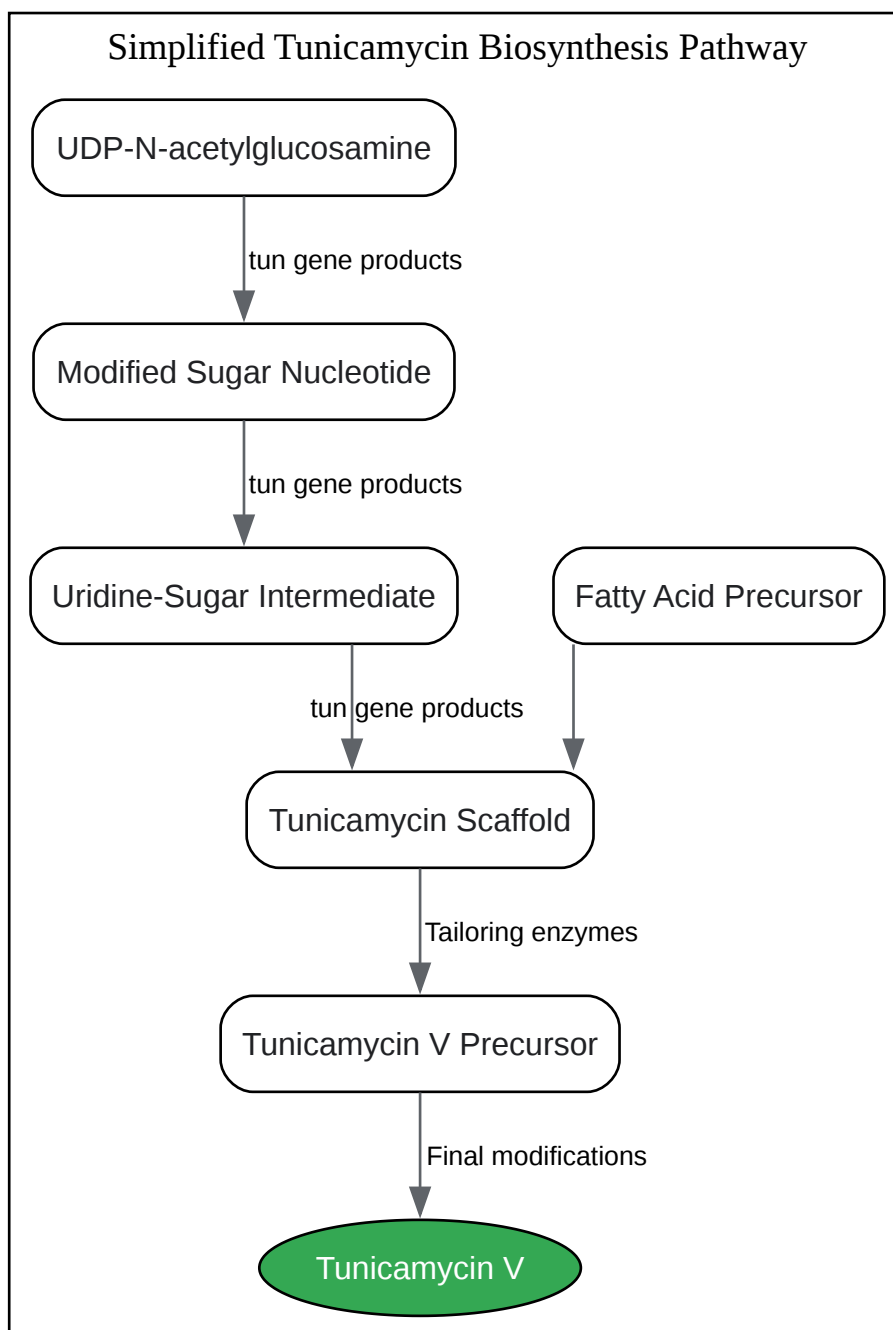 Simplified Tunicamycin Biosynthesis Pathway
UDP-N-acetylglucosamine
tun gene products
Modified Sugar Nucleotide
tun gene products
Uridine-Sugar Intermediate
Fatty Acid Precursor
tun gene products
Tunicamycin Scaffold
Tailoring enzymes
Tunicamycin V Precursor
Final modifications
Tunicamycin V